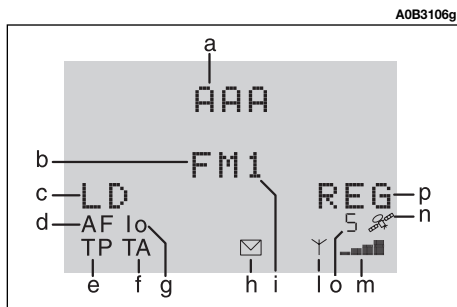 A0B3106g
a
AAA
b FM1
c LD REG p
d AF lo 5 n
TP TA
e f g h i l o m